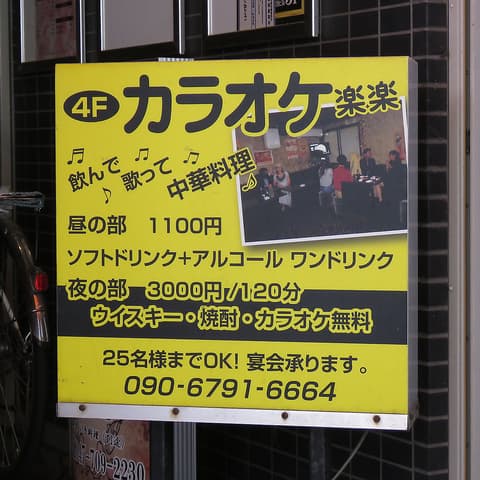 4F カラオケ 楽楽
飲んで
歌って
中華料理
昼の部 1100円
ソフトドリンク+アルコール ワンドリンク
夜の部 3000円/120分
ウイスキー・焼酎・カラオケ無料
25名様までOK! 宴会承ります。
090-6791-6664
709-2230